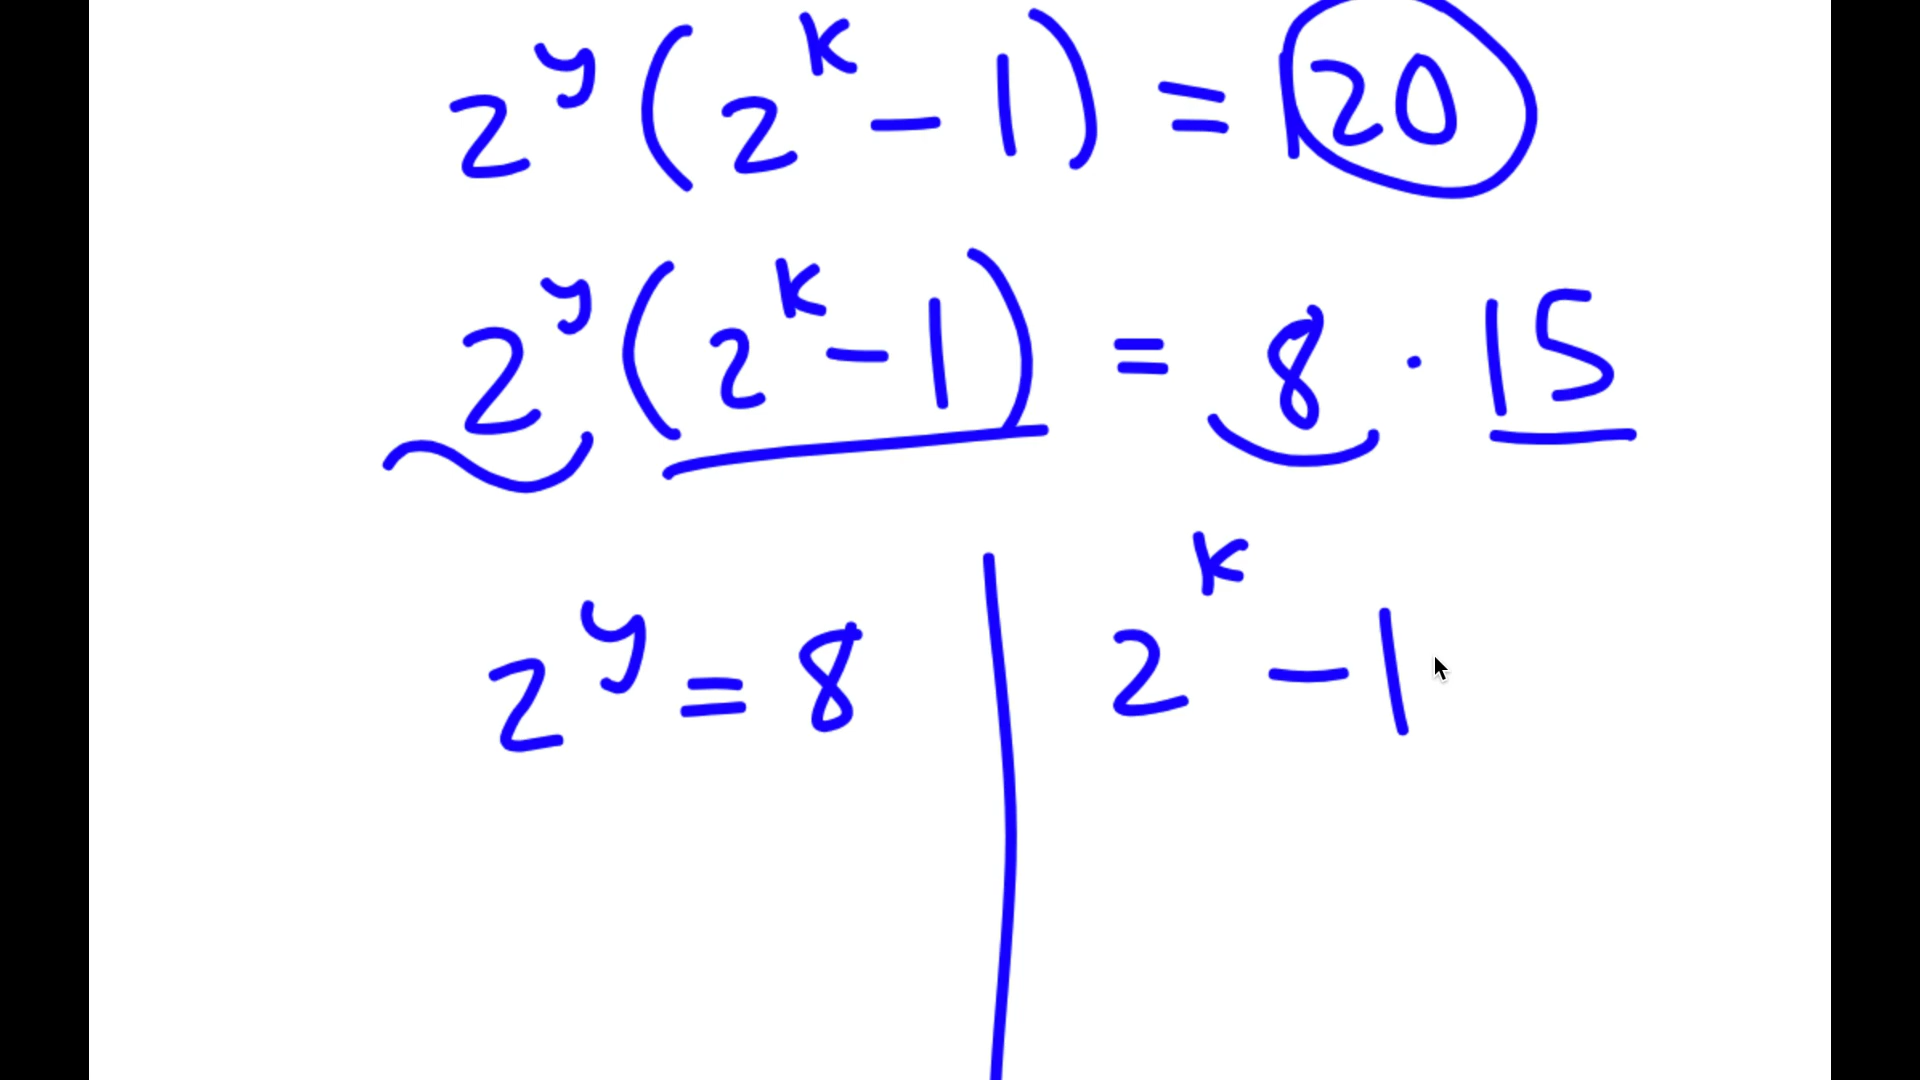 2^y (2^k - 1) = 120
2^y (2^k - 1) = 8 · 15
2^y = 8 | 2^k - 1